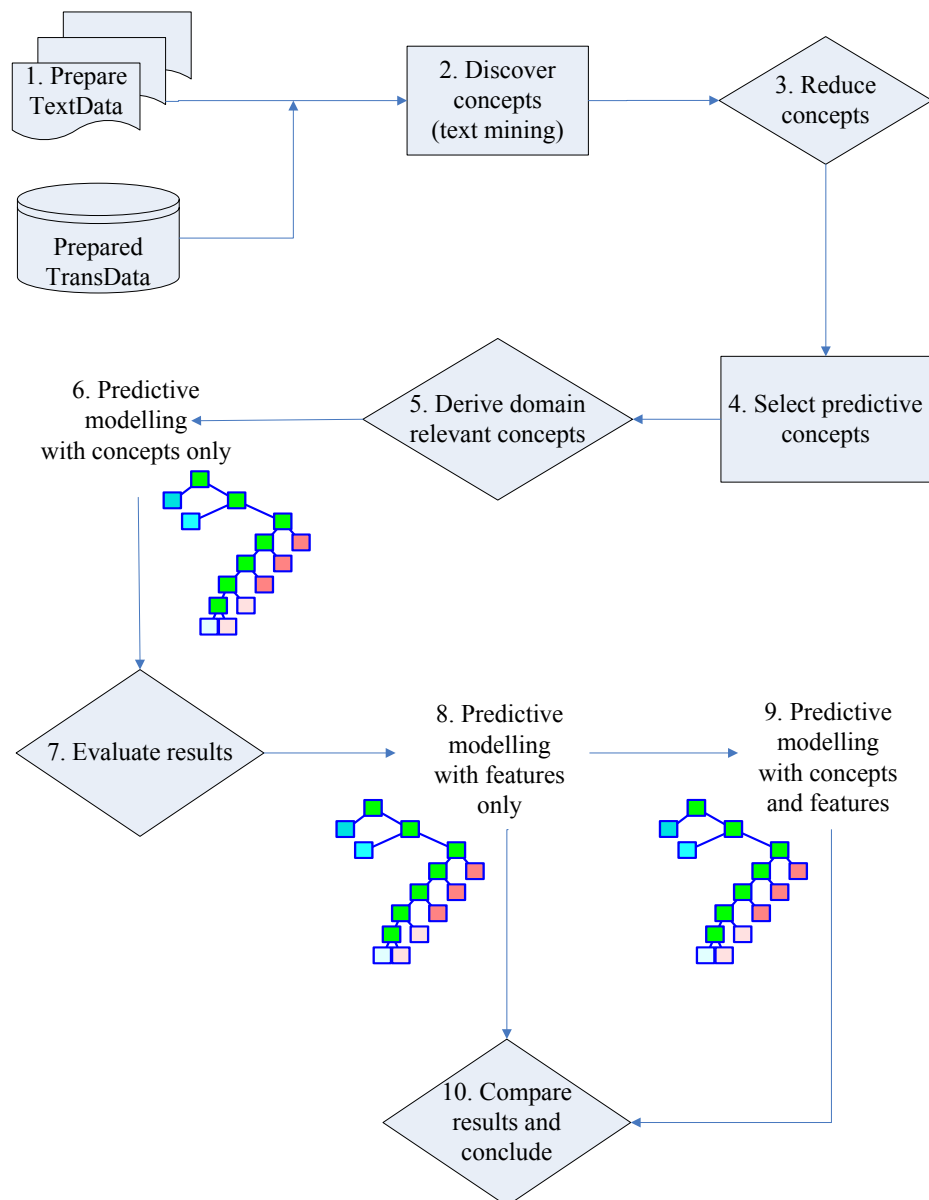 1. Prepare
TextData
2. Discover
concepts
(text mining)
3. Reduce
concepts
Prepared
TransData
4. Select predictive
concepts
5. Derive domain
relevant concepts
6. Predictive
modelling
with concepts only
7. Evaluate results
8. Predictive
modelling
with features
only
9. Predictive
modelling
with concepts
and features
10. Compare
results and
conclude